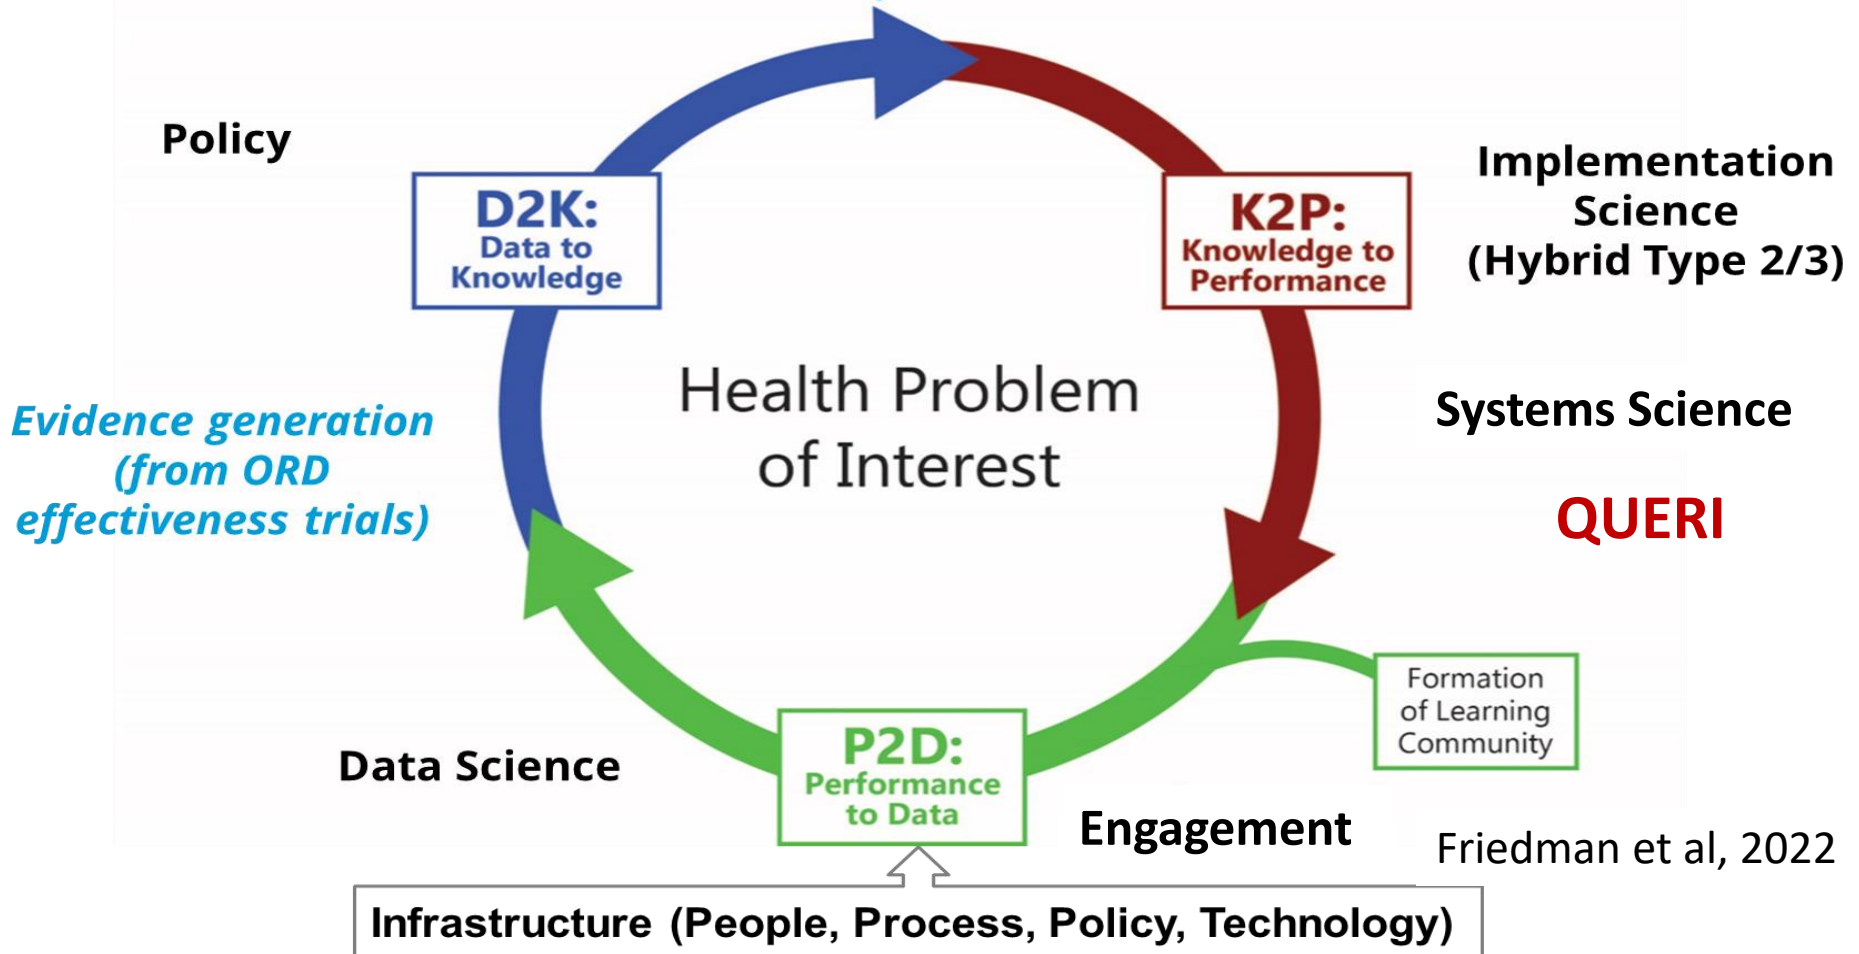 Policy
D2K:
Data to
Knowledge
K2P:
Knowledge to
Performance
Implementation
Science
(Hybrid Type 2/3)
Health Problem
of Interest
Evidence generation
(from ORD
effectiveness trials)
Systems Science
QUERI
Formation
of Learning
Community
Data Science
P2D:
Performance
to Data
Engagement
Friedman et al, 2022
Infrastructure (People, Process, Policy, Technology)